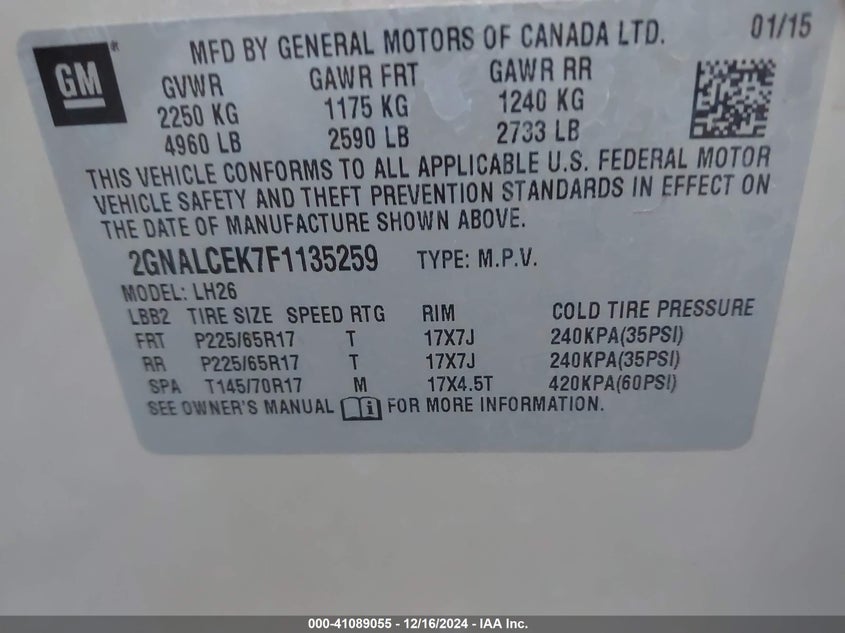 GM
MFD BY GENERAL MOTORS OF CANADA LTD. 01/15
GVWR GAWR FRT GAWR RR
2250 KG 1175 KG 1240 KG
4960 LB 2590 LB 2733 LB
THIS VEHICLE CONFORMS TO ALL APPLICABLE U.S. FEDERAL MOTOR
VEHICLE SAFETY AND THEFT PREVENTION STANDARDS IN EFFECT ON
THE DATE OF MANUFACTURE SHOWN ABOVE.
2GNALCEK7F1135259 TYPE: M.P.V.
MODEL: LH26
LBB2 TIRE SIZE SPEED RTG RIM COLD TIRE PRESSURE
FRT P225/65R17 T 17X7J 240KPA(35PSI)
RR P225/65R17 T 17X7J 240KPA(35PSI)
SPA T145/70R17 M 17X4.5T 420KPA(60PSI)
SEE OWNER'S MANUAL i FOR MORE INFORMATION.
000-41089055 - 12/16/2024 - IAA Inc.